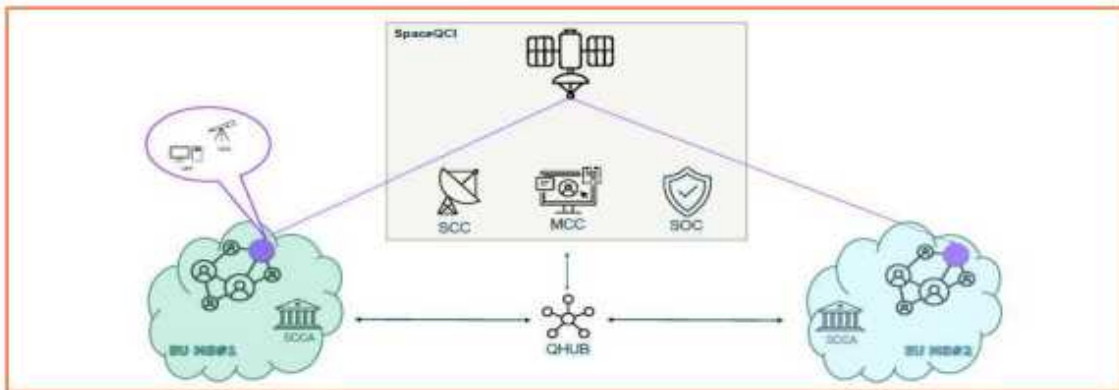 SpaceQCI
SCC
MCC
SOC
SCCA
EU MS#1
QHUB
SCCA
EU MS#2